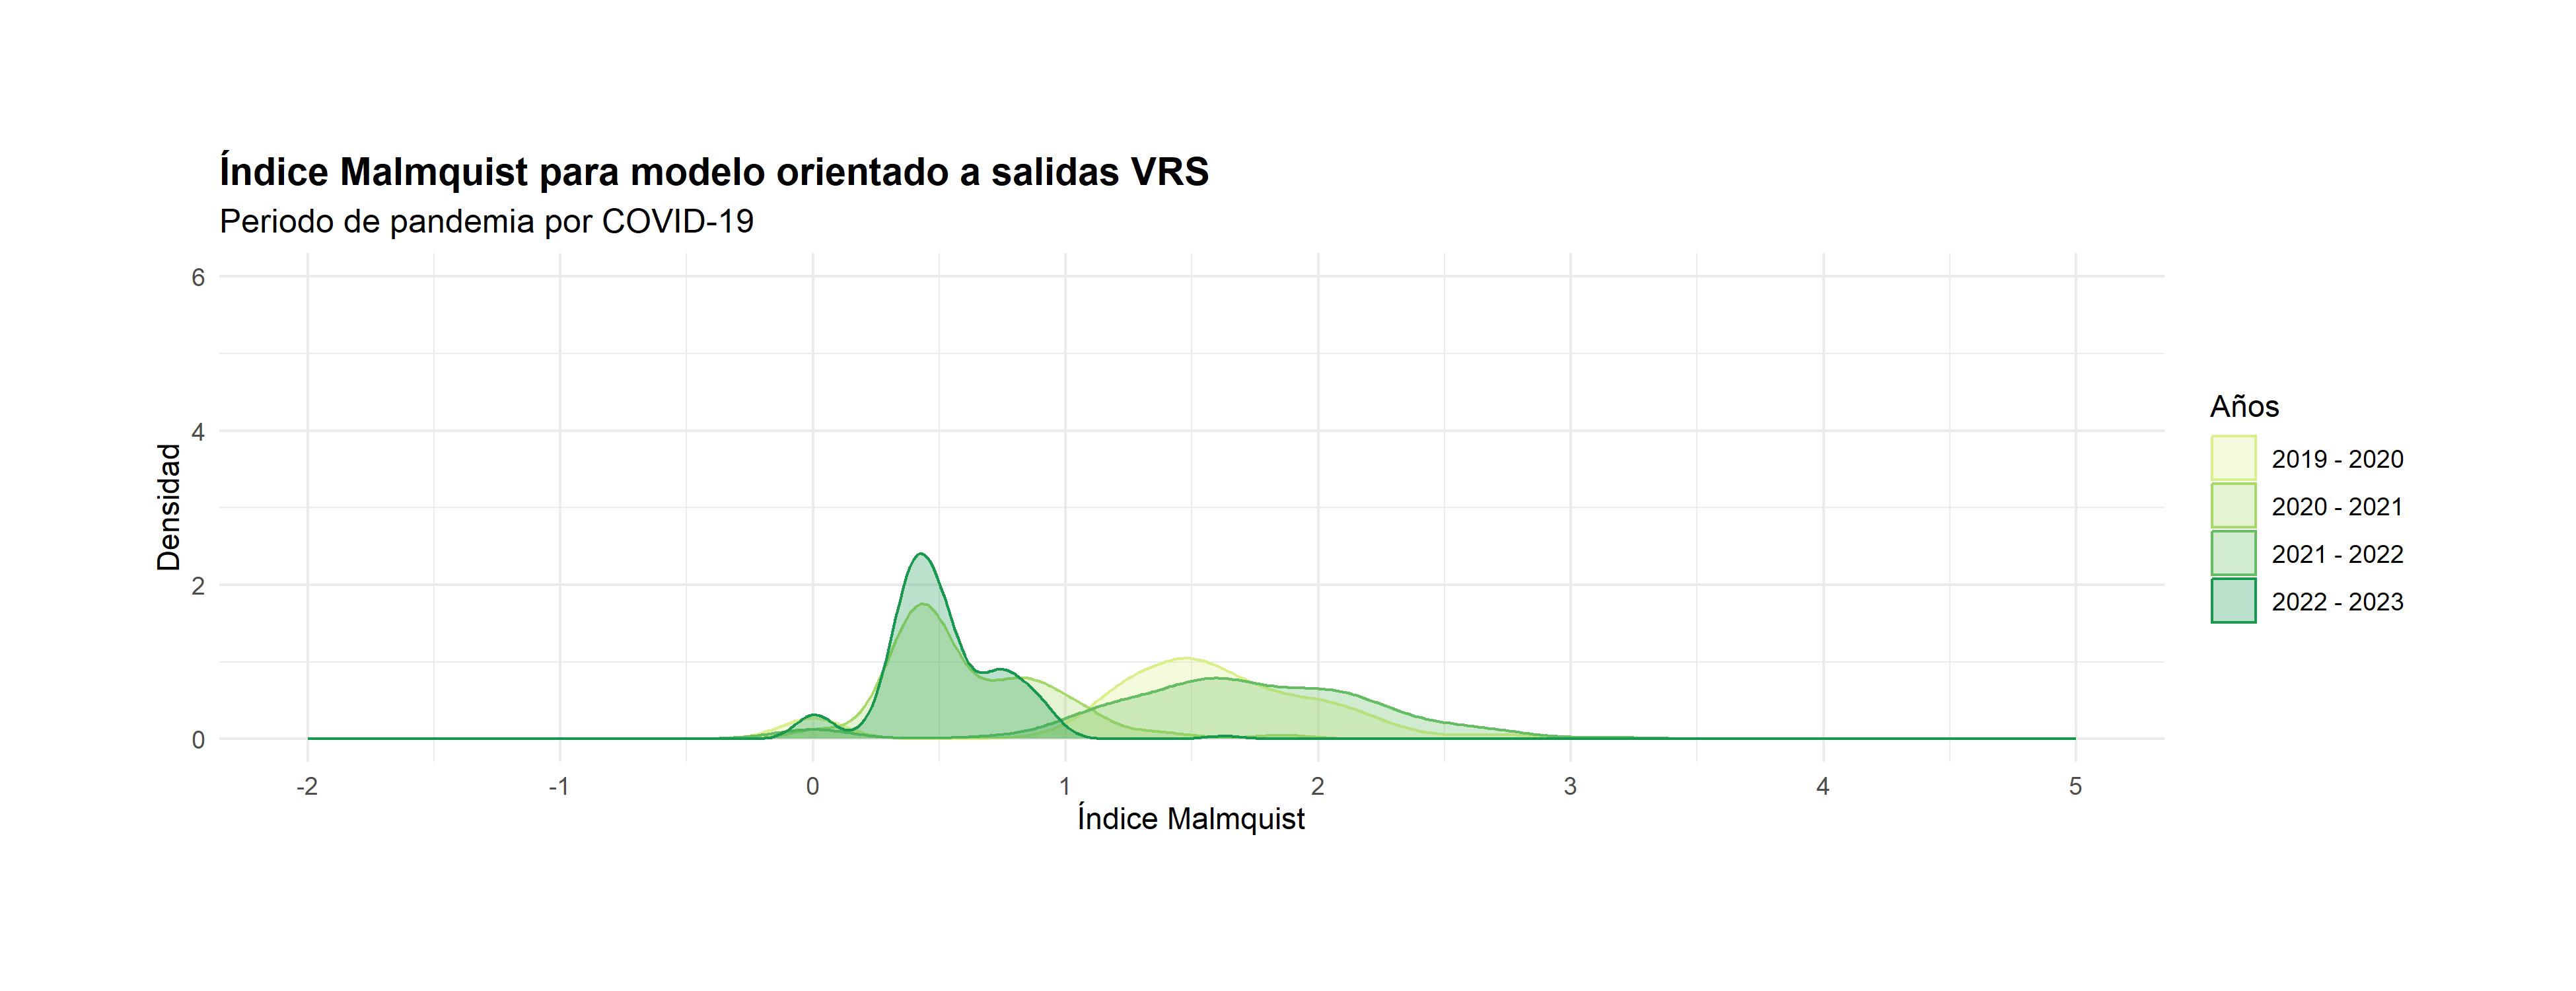 Índice Malmquist para modelo orientado a salidas VRS
Periodo de pandemia por COVID-19
6
4
2
0
Densidad
-2 -1 0 1 2 3 4 5
Índice Malmquist
Años
2019 - 2020
2020 - 2021
2021 - 2022
2022 - 2023